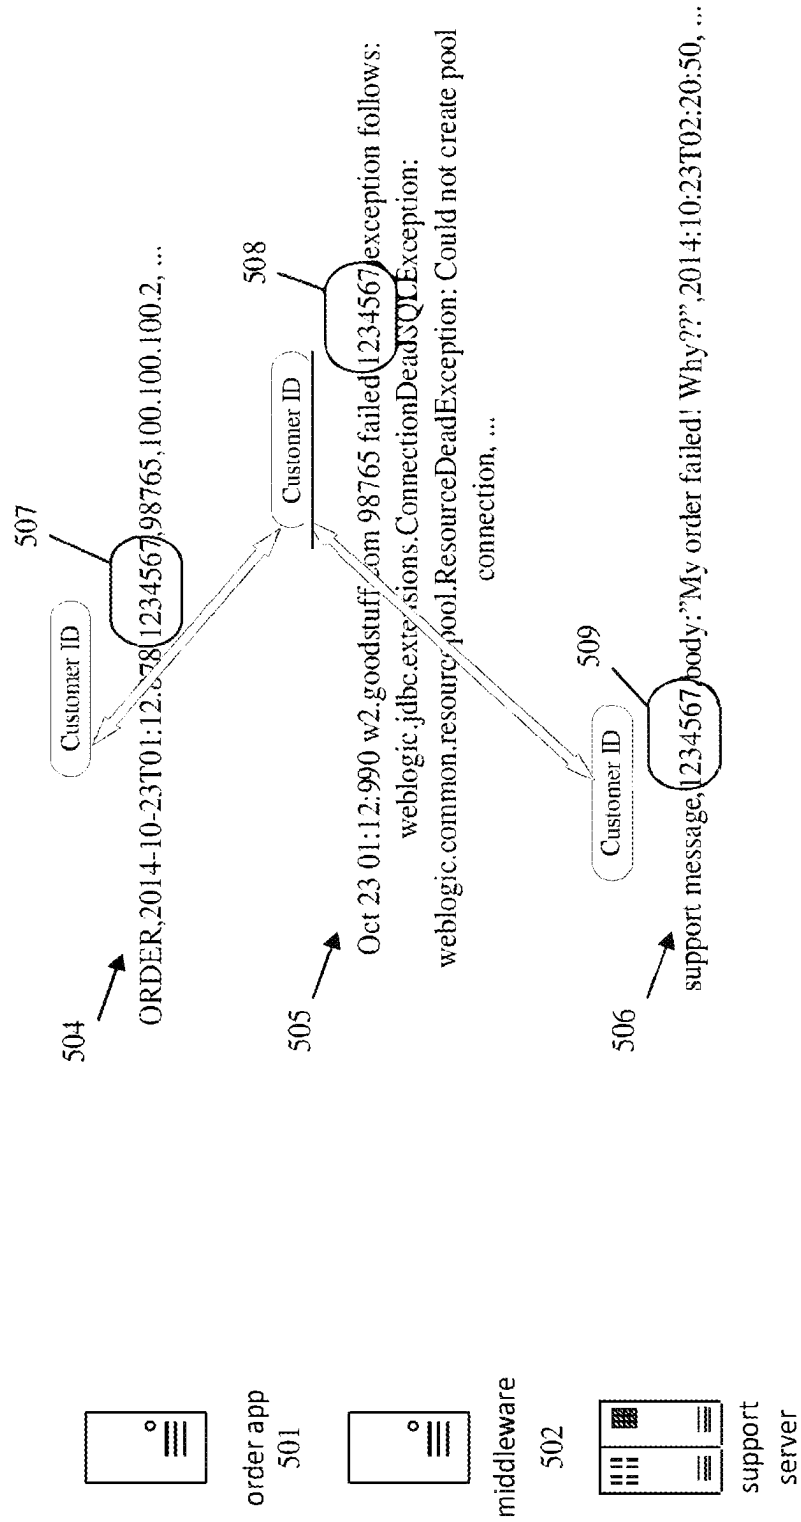 507
Customer ID
504
ORDER,2014-10-23T01:12.878,1234567,98765,100.100.100.2, ...
order app
501
508
Customer ID
505
Oct 23 01:12:990 w2.goodstuff.com 98765 failed 1234567 exception follows:
weblogic.jdbc.extensions.ConnectionDeadSQLException:
weblogic.common.resourcepool.ResourceDeadException: Could not create pool
connection, ...
middleware
502
509
Customer ID
506
support message,1234567,body:”My order failed! Why??”,2014:10:23T02:20:50, ...
support
server